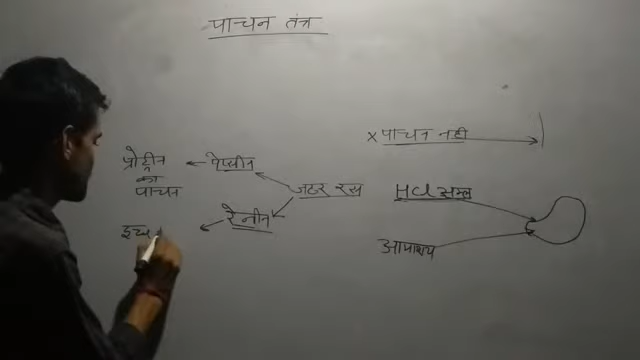 पाचन तंत्र
x पाचन नही
प्रोटीन
का
पाचन
पेप्सीन
जठर रस
रेनीन
HCl अम्ल
आमाशय